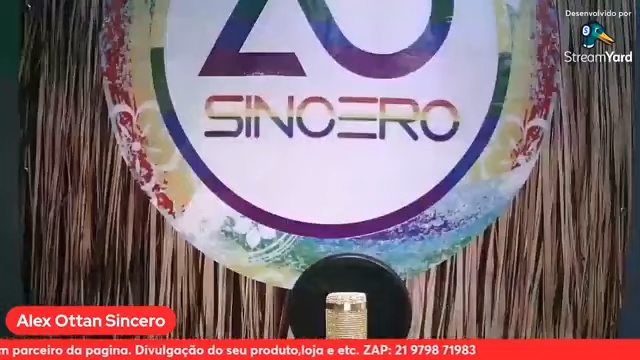 Desenvolvido por
StreamYard
SINCERO
Alex Ottan Sincero
m parceiro da pagina. Divulgação do seu produto,loja e etc. ZAP: 21 9798 71983